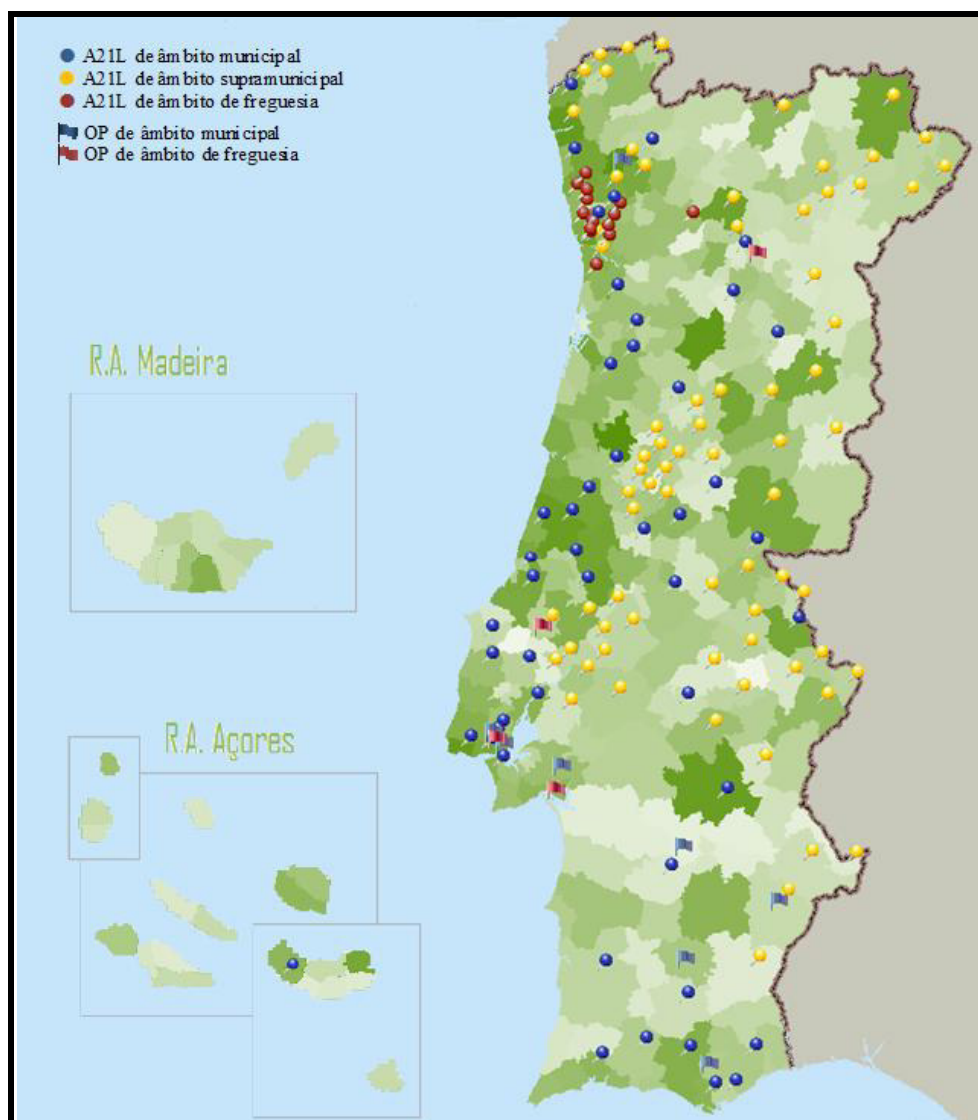 A21L de âmbito municipal
A21L de âmbito supramunicipal
A21L de âmbito de freguesia
OP de âmbito municipal
OP de âmbito de freguesia
R.A. Madeira
R.A. Açores